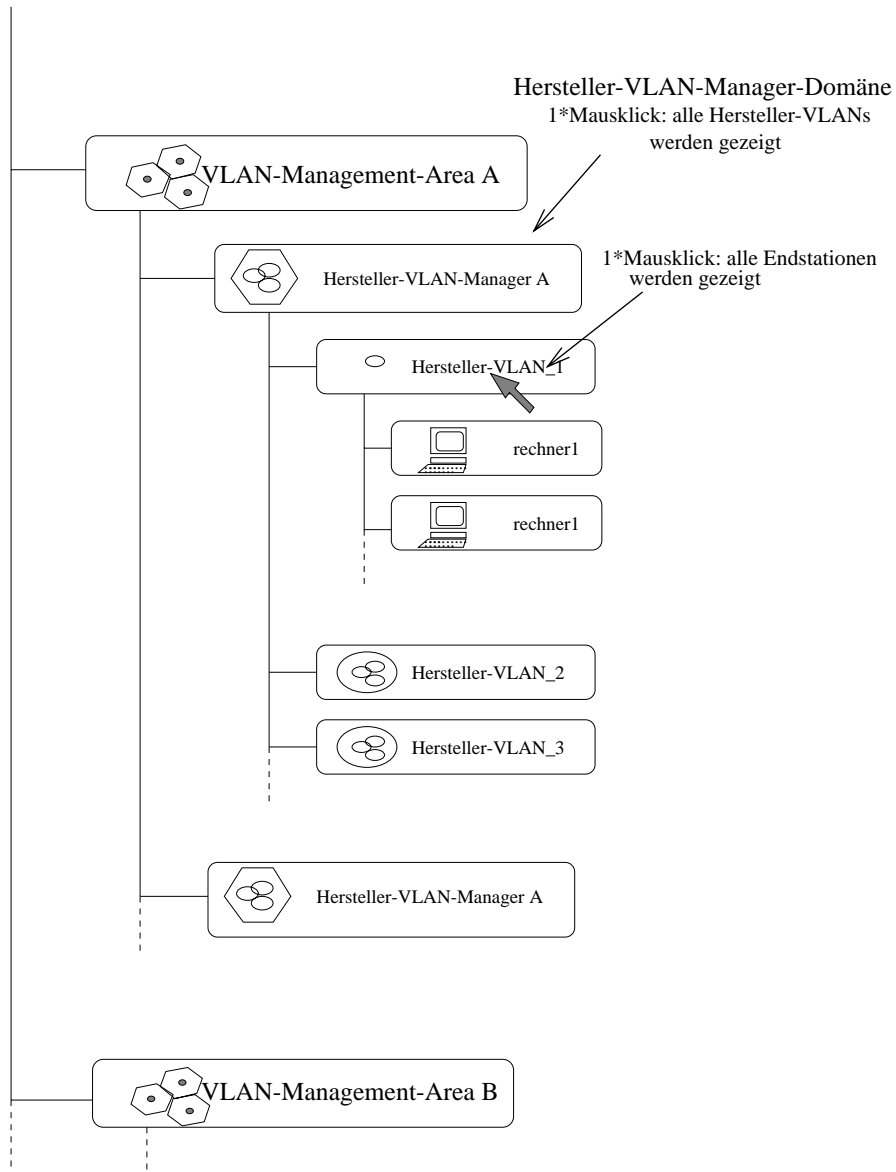 Hersteller-VLAN-Manager-Domäne
1*Mausklick: alle Hersteller-VLANs
werden gezeigt
VLAN-Management-Area A
1*Mausklick: alle Endstationen
werden gezeigt
Hersteller-VLAN-Manager A
Hersteller-VLAN_1
rechner1
rechner1
Hersteller-VLAN_2
Hersteller-VLAN_3
Hersteller-VLAN-Manager A
VLAN-Management-Area B